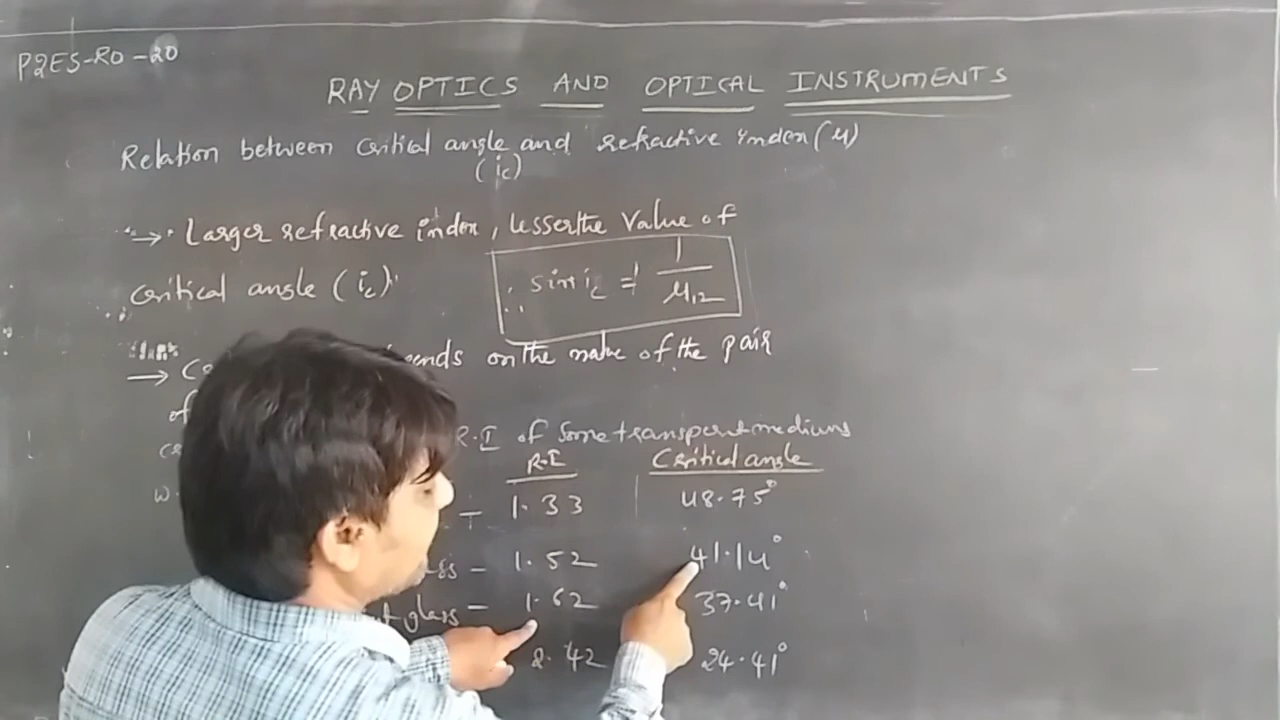 P2ES-RO-20
RAY OPTICS AND OPTICAL INSTRUMENTS
Relation between critical angle and refractive index (μ)
(ic)
→ Larger refractive index, lesser the value of
critical angle (ic)
∴ sin ic = 1/μ12
→ on the value of the pair
of
R.I of some transperent mediums
R.I Critical angle
1.33 48.75°
– 1.52 41.14°
glass – 1.62 37.41°
2.42 24.41°